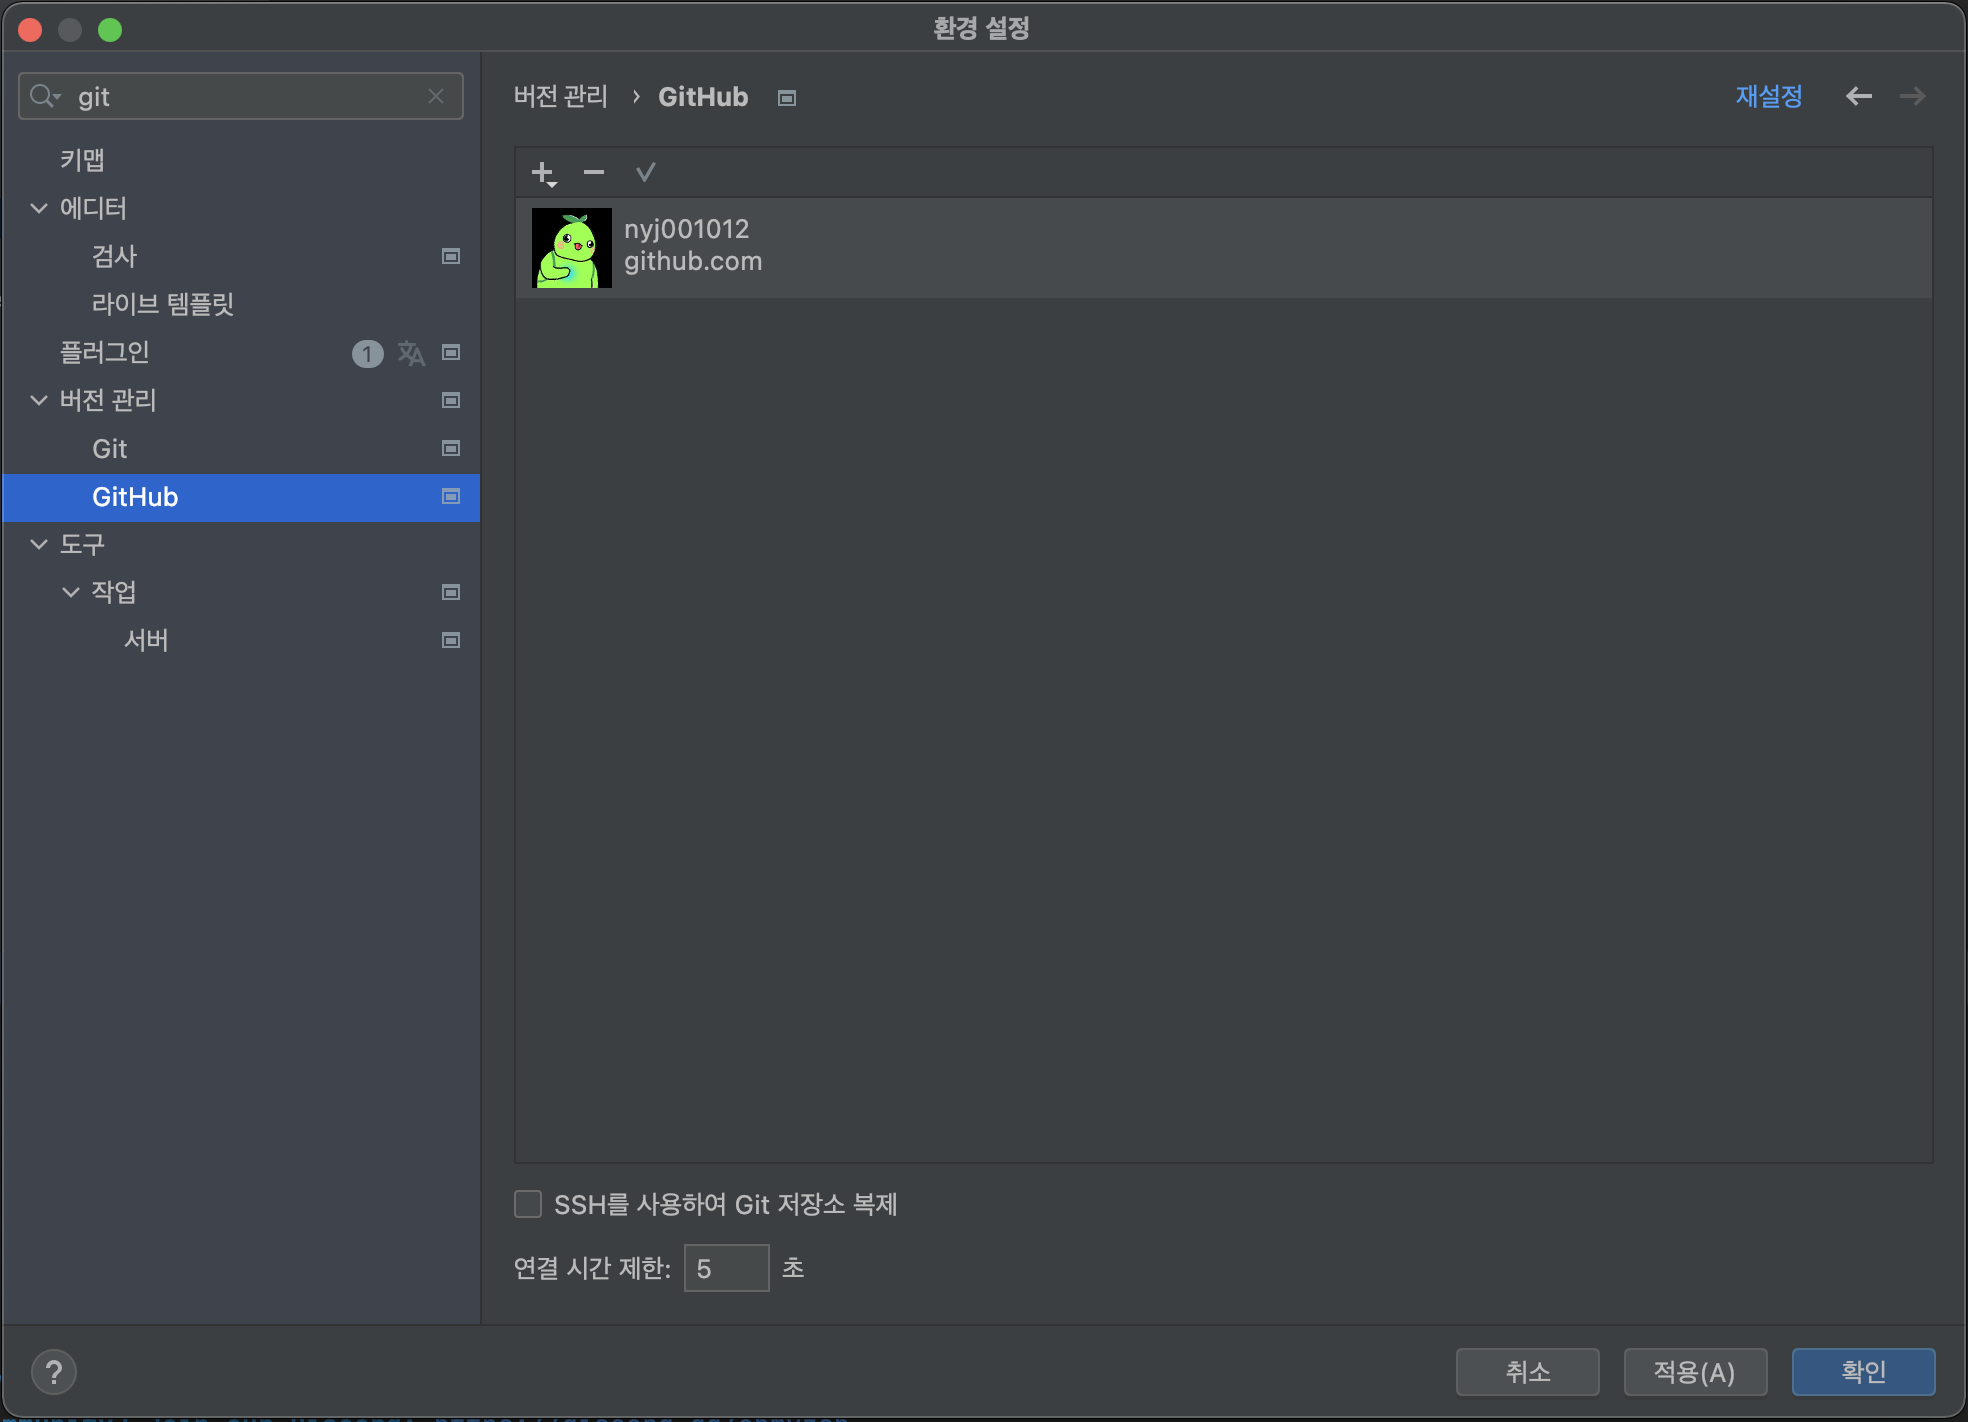 환경 설정
git
키맵
에디터
검사
라이브 템플릿
플러그인 1
버전 관리
Git
GitHub
도구
작업
서버
버전 관리 › GitHub
재설정
nyj001012
github.com
SSH를 사용하여 Git 저장소 복제
연결 시간 제한: 5 초
?
취소
적용(A)
확인